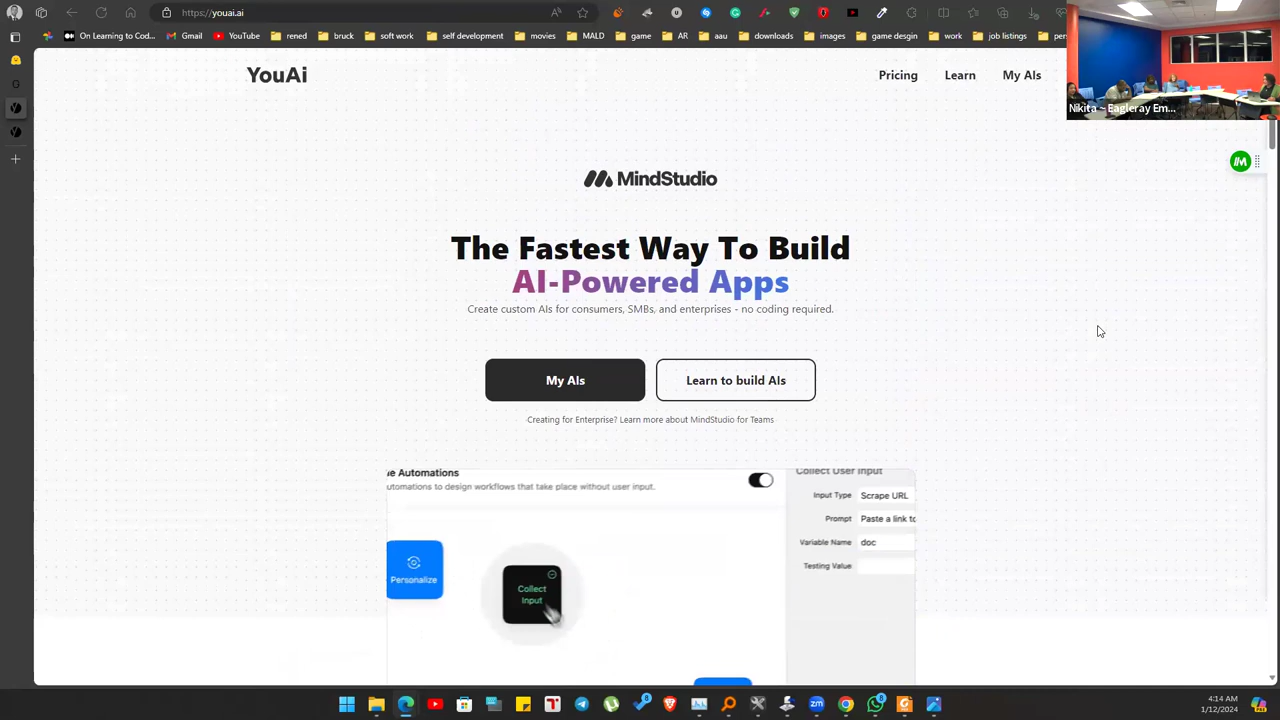 https://youai.ai
On Learning to Cod...
Gmail
YouTube
rened
bruck
soft work
self development
movies
MALD
game
AR
aau
downloads
images
game desgin
work
job listings
YouAi
Pricing
Learn
My AIs
Nikita ~ Eagleray Em...
MindStudio
The Fastest Way To Build
AI-Powered Apps
Create custom AIs for consumers, SMBs, and enterprises - no coding required.
My AIs
Learn to build AIs
Creating for Enterprise? Learn more about MindStudio for Teams
Automations
utomations to design workflows that take place without user input.
Personalize
Collect
Input
Collect User Input
Input Type
Scrape URL
Prompt
Paste a link to
Variable Name
doc
Testing Value
4:14 AM
1/12/2024